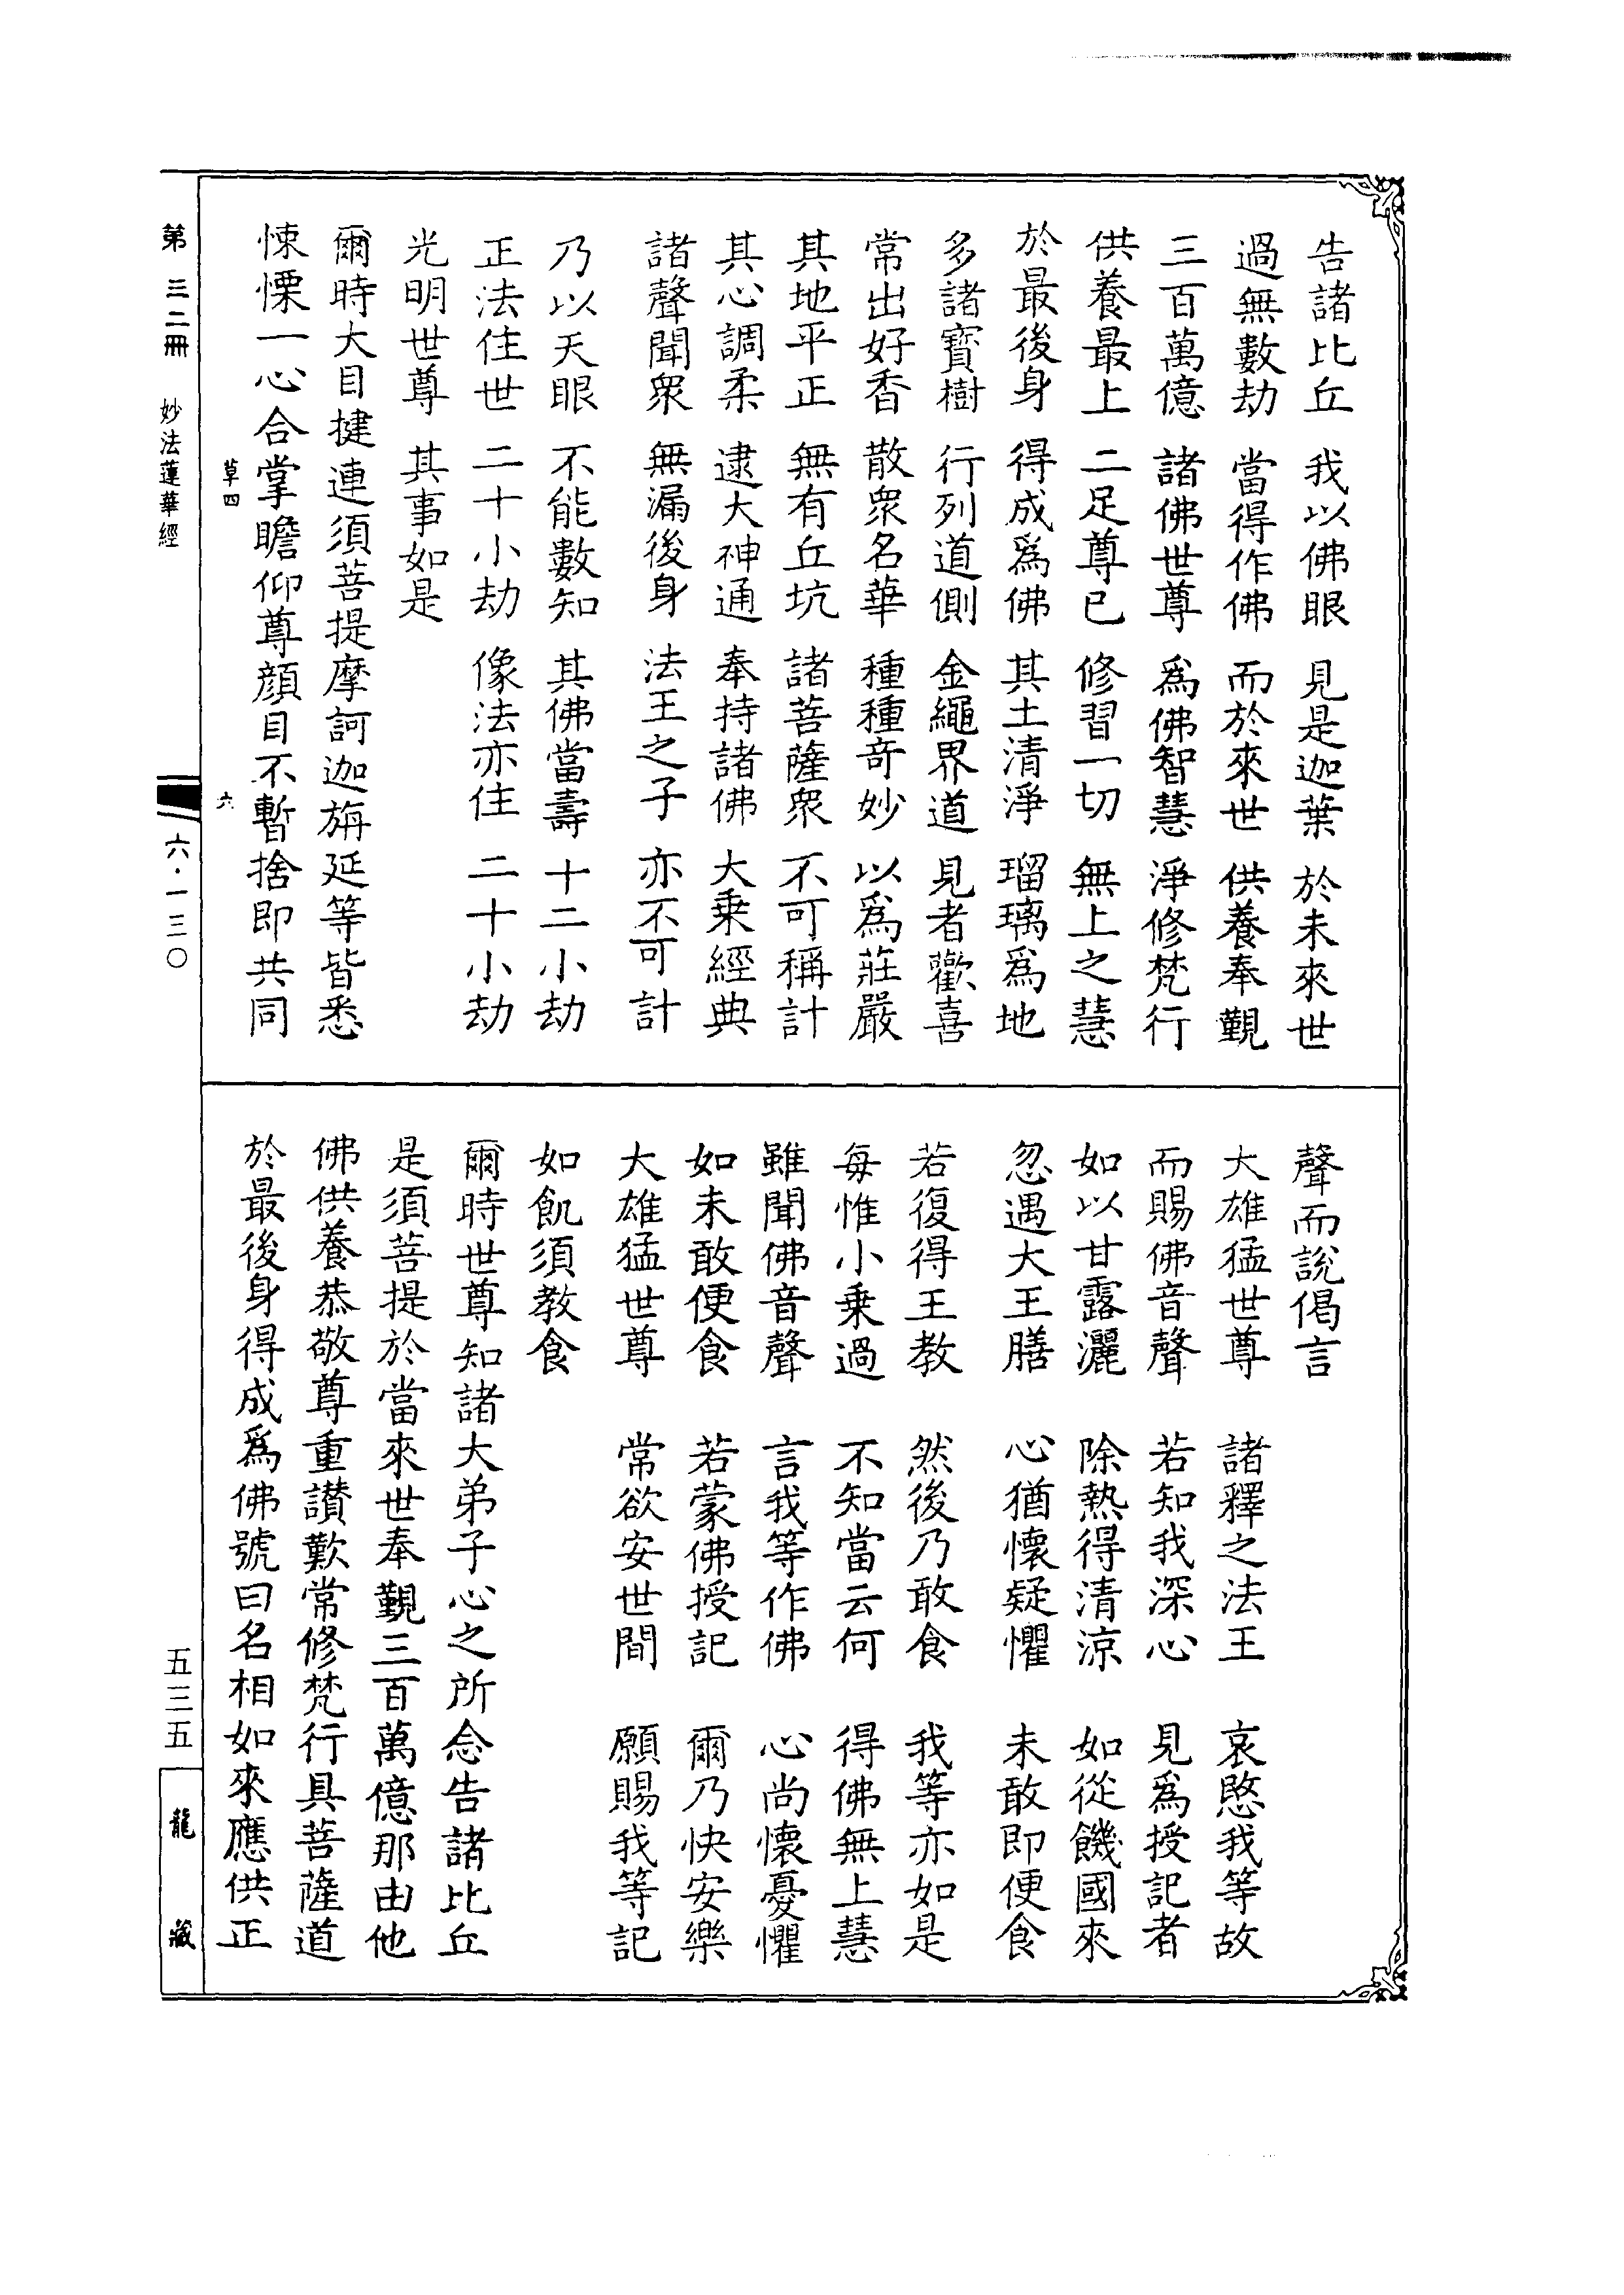 告諸比丘　我以佛眼　見是迦葉　於未來世
過無數劫　當得作佛　而於來世　供養奉覲
三百萬億　諸佛世尊　爲佛智慧　淨修梵行
供養最上　二足尊已　修習一切　無上之慧
於最後身　得成爲佛　其土清淨　瑠璃爲地
多諸寶樹　行列道側　金繩界道　見者歡喜
常出好香　散衆名華　種種奇妙　以爲莊嚴
其地平正　無有丘坑　諸菩薩衆　不可稱計
其心調柔　逮大神通　奉持諸佛　大乘經典
諸聲聞衆　無漏後身　法王之子　亦不可計
乃以天眼　不能數知　其佛當壽　十二小劫
正法住世　二十小劫　像法亦住　二十小劫
光明世尊　其事如是
爾時大目揵連須菩提摩訶迦旃延等皆悉
悚慄一心合掌瞻仰尊顔目不暫捨即共同
聲而說偈言
大雄猛世尊　諸釋之法王　哀愍我等故
而賜佛音聲　若知我深心　見爲授記者
如以甘露灑　除熱得清涼　如從饑國來
忽遇大王膳　心猶懷疑懼　未敢即便食
若復得王教　然後乃敢食　我等亦如是
每惟小乘過　不知當云何　得佛無上慧
雖聞佛音聲　言我等作佛　心尚懷憂懼
如未敢便食　若蒙佛授記　爾乃快安樂
大雄猛世尊　常欲安世間　願賜我等記
如飢須教食
爾時世尊知諸大弟子心之所念告諸比丘
是須菩提於當來世奉覲三百萬億那由他
佛供養恭敬尊重讃歎常修梵行具菩薩道
於最後身得成爲佛號曰名相如來應供正
草四　六
第三二冊　妙法蓮華經　六·一三〇　五三五　龍藏